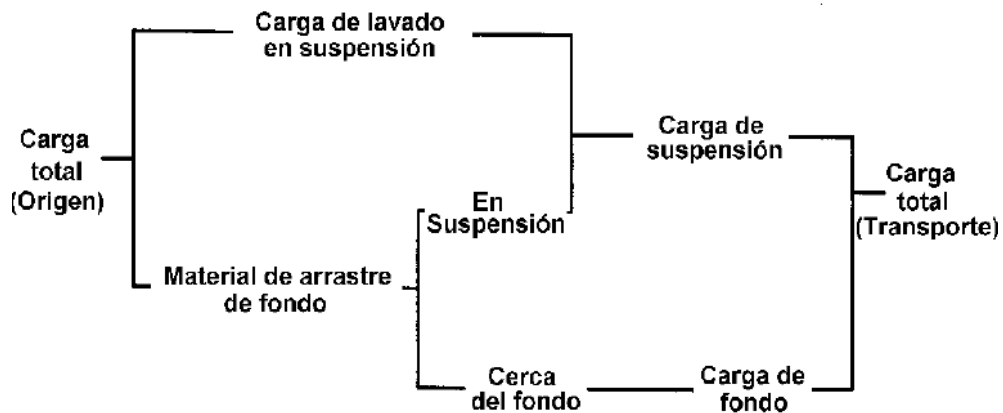 Carga de lavado
en suspensión
Carga
total
(Origen)
Carga de
suspensión
En
Suspensión
Carga
total
(Transporte)
Material de arrastre
de fondo
Cerca
del fondo
Carga de
fondo